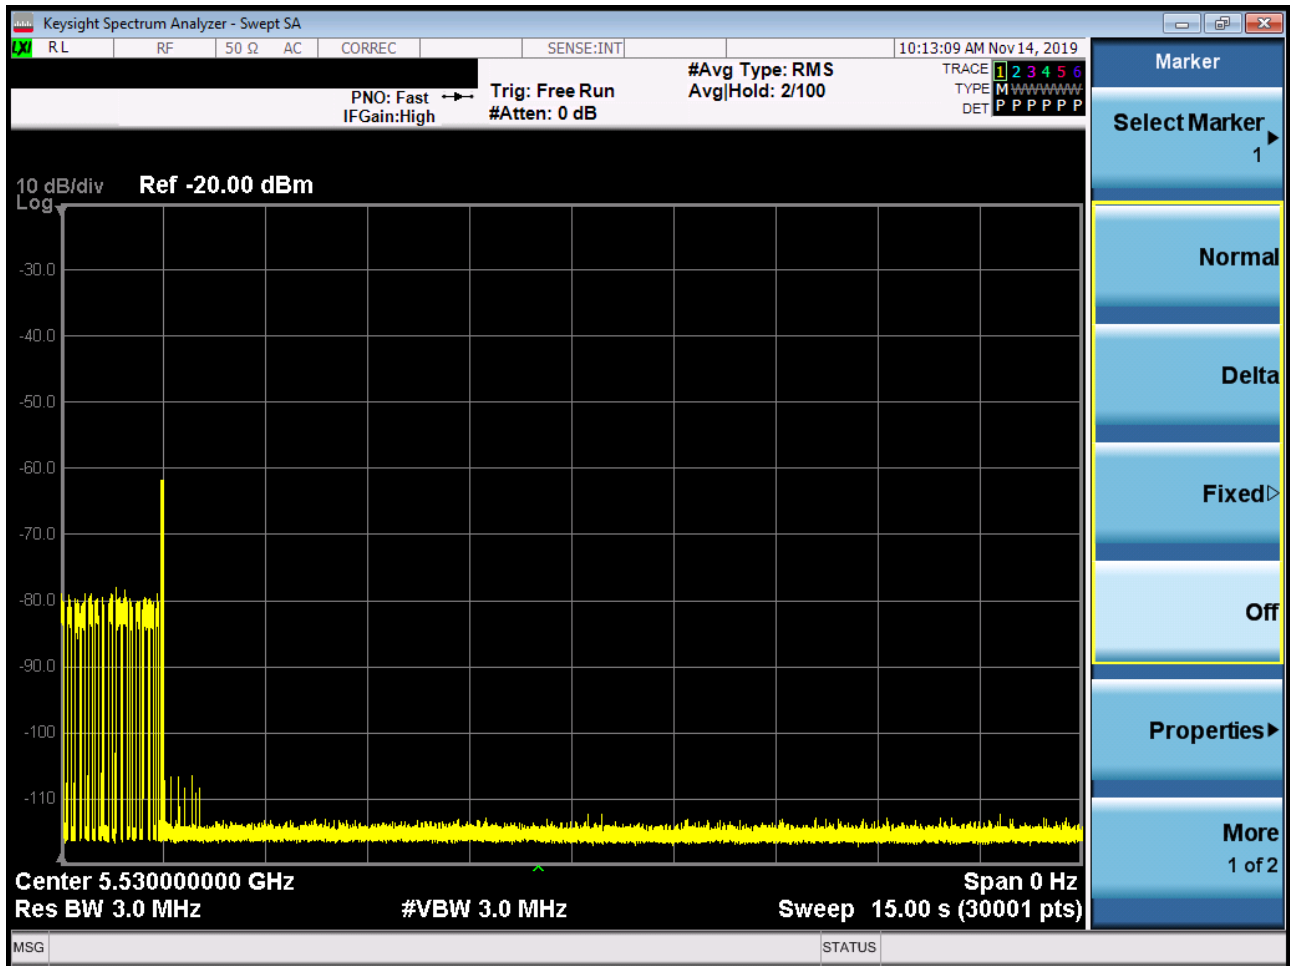 Keysight Spectrum Analyzer - Swept SA
LXI RL RF 50 Ω AC CORREC SENSE:INT 10:13:09 AM Nov 14, 2019
PNO: Fast
IFGain:High
Trig: Free Run
#Atten: 0 dB
#Avg Type: RMS
Avg|Hold: 2/100
TRACE 1 2 3 4 5 6
TYPE M WWWWW
DET P P P P P P
10 dB/div
Log
Ref -20.00 dBm
-30.0
-40.0
-50.0
-60.0
-70.0
-80.0
-90.0
-100
-110
Center 5.530000000 GHz
Span 0 Hz
Res BW 3.0 MHz
#VBW 3.0 MHz
Sweep 15.00 s (30001 pts)
MSG
STATUS
Marker
Select Marker
1
Normal
Delta
Fixed
Off
Properties
More
1 of 2